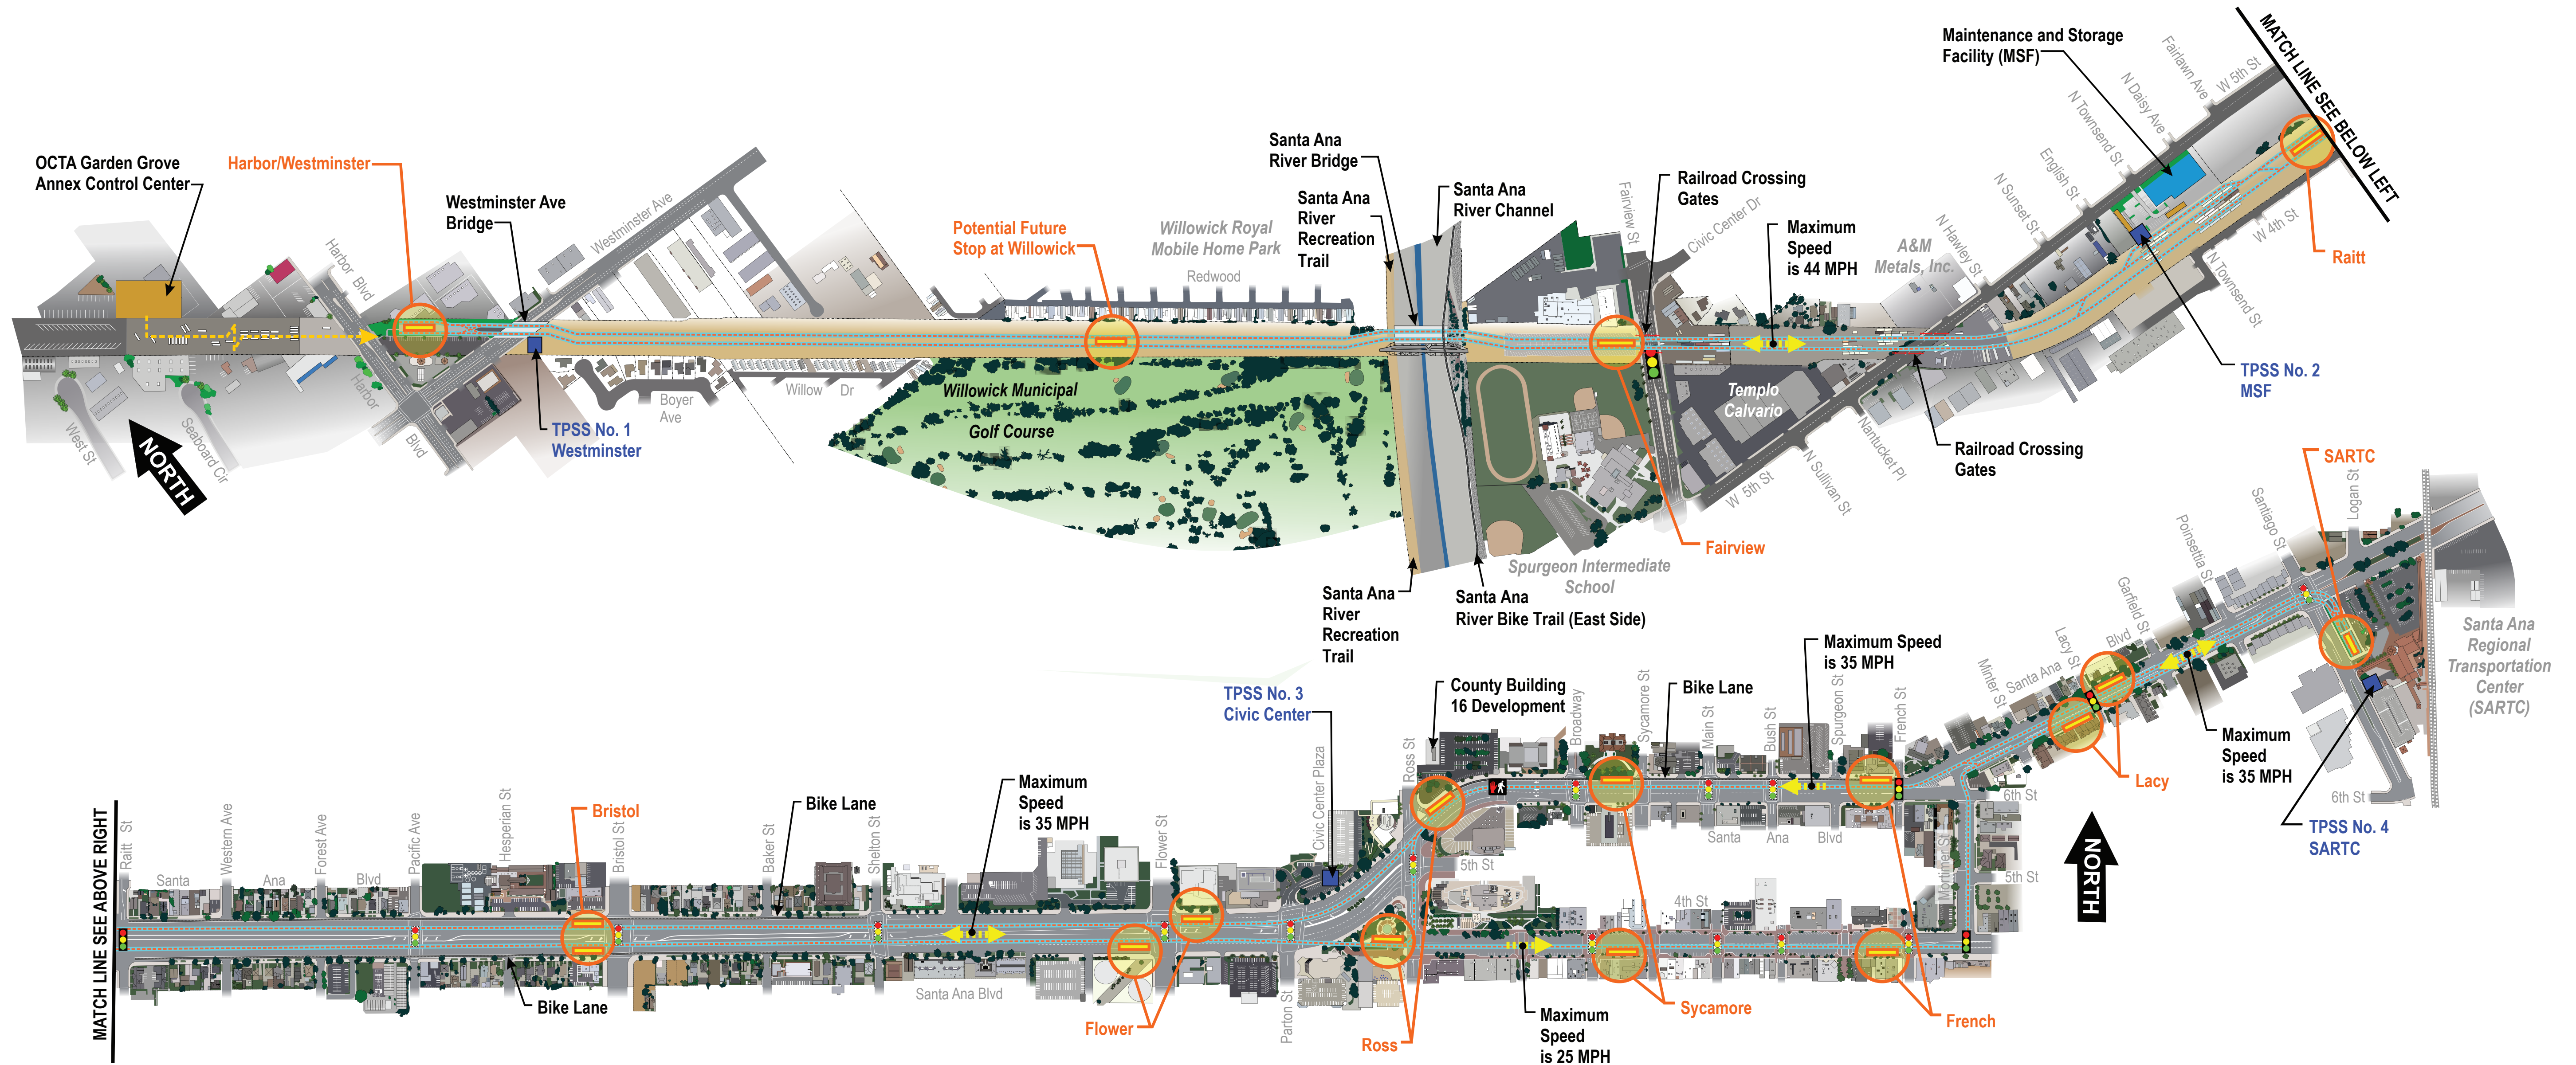 OCTA Garden Grove
Annex Control Center
Harbor/Westminster
Westminster Ave
Bridge
Westminster Ave
Harbor Blvd
Harbor
Blvd
West St
Seaboard Cir
NORTH
TPSS No. 1
Westminster
Boyer
Ave
Willow Dr
Potential Future
Stop at Willowick
Willowick Royal
Mobile Home Park
Redwood
Willowick Municipal
Golf Course
Santa Ana
River Bridge
Santa Ana
River
Recreation
Trail
Santa Ana
River Channel
Santa Ana
River
Recreation
Trail
Santa Ana
River Bike Trail (East Side)
Spurgeon Intermediate
School
Fairview St
Railroad Crossing
Gates
Civic Center Dr
Maximum
Speed
is 44 MPH
Templo
Calvario
Fairview
W 5th St
N Sullivan St
Nantucket Pl
Railroad Crossing
Gates
A&M
Metals, Inc.
N Hawley St
N Sunset St
English St
N Townsend St
N Daisy Ave
Fairlawn Ave
W 5th St
Maintenance and Storage
Facility (MSF)
MATCH LINE SEE BELOW LEFT
Raitt
W 4th St
N Townsend St
TPSS No. 2
MSF
MATCH LINE SEE ABOVE RIGHT
Raitt St
Santa Ana Blvd
Western Ave
Forest Ave
Pacific Ave
Hesperian St
Bristol
Bristol St
Bike Lane
Baker St
Bike Lane
Shelton St
Maximum
Speed
is 35 MPH
Santa Ana Blvd
Flower St
Flower
TPSS No. 3
Civic Center
Civic Center Plaza
Parton St
Ross St
Ross
County Building
16 Development
5th St
Broadway
Sycamore St
Bike Lane
Main St
Bush St
Maximum Speed
is 35 MPH
Spurgeon St
French St
Santa Ana Blvd
4th St
Maximum
Speed
is 25 MPH
Sycamore
French
Mortimer St
6th St
5th St
Minter St
Santa Ana Blvd
Lacy St
Garfield St
Poinsettia St
Santiago St
Logan St
SARTC
Lacy
Maximum
Speed
is 35 MPH
6th St
TPSS No. 4
SARTC
Santa Ana
Regional
Transportation
Center
(SARTC)
NORTH